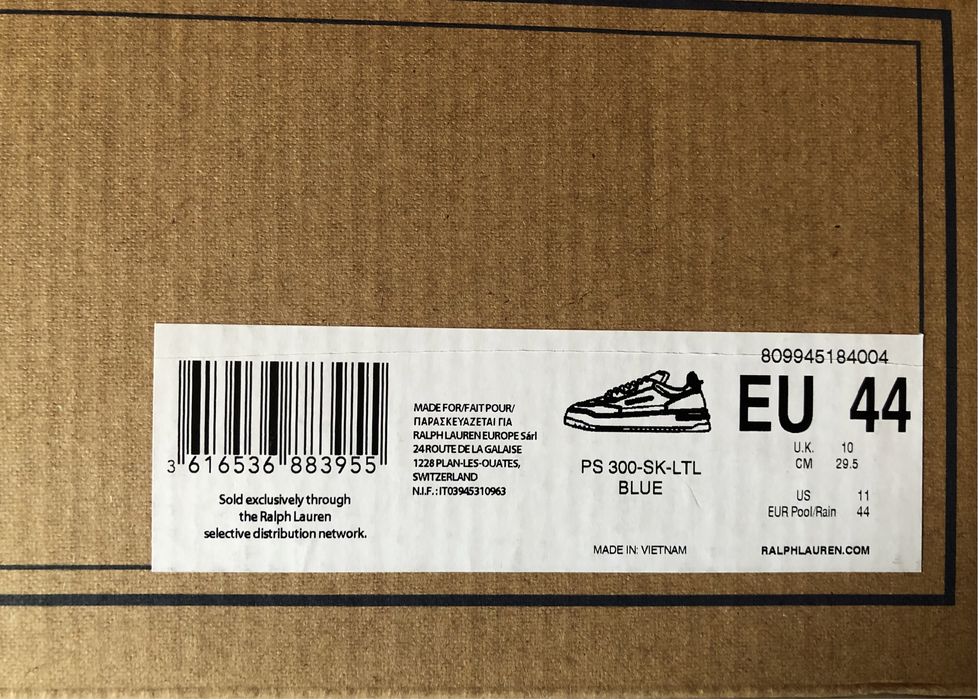 3 616536 883955
Sold exclusively through
the Ralph Lauren
selective distribution network.
MADE FOR/FAIT POUR/
ΠΑΡΑΣΚΕΥΑΖΕΤΑΙ ΓΙΑ
RALPH LAUREN EUROPE Sárl
24 ROUTE DE LA GALAISE
1228 PLAN-LES-OUATES,
SWITZERLAND
N.I.F.: IT03945310963
PS 300-SK-LTL
BLUE
MADE IN: VIETNAM
809945184004
EU 44
U.K. 10
CM 29.5
US 11
EUR Pool/Rain 44
RALPHLAUREN.COM